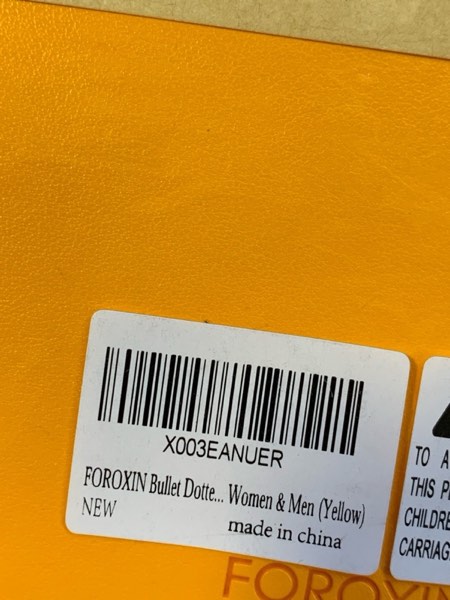 X003EANUER
FOROXIN Bullet Dotte... Women & Men (Yellow)
NEW
made in china
TO A
THIS P
CHILDRE
CARRIAG
FOROXIN